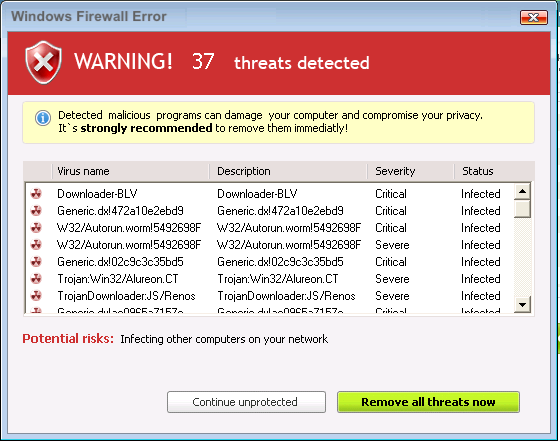 Windows Firewall Error
WARNING! 37 threats detected
Detected malicious programs can damage your computer and compromise your privacy.
It`s strongly recommended to remove them immediatly!
Virus name Description Severity Status
Downloader-BLV Downloader-BLV Critical Infected
Generic.dx!472a10e2ebd9 Generic.dx!472a10e2ebd9 Critical Infected
W32/Autorun.worm!5492698F W32/Autorun.worm!5492698F Critical Infected
W32/Autorun.worm!5492698F W32/Autorun.worm!5492698F Severe Infected
Generic.dx!02c9c3c35bd5 Generic.dx!02c9c3c35bd5 Critical Infected
Trojan:Win32/Alureon.CT Trojan:Win32/Alureon.CT Severe Infected
TrojanDownloader:JS/Renos TrojanDownloader:JS/Renos Severe Infected
Critical Infected
Potential risks: Infecting other computers on your network
Continue unprotected Remove all threats now